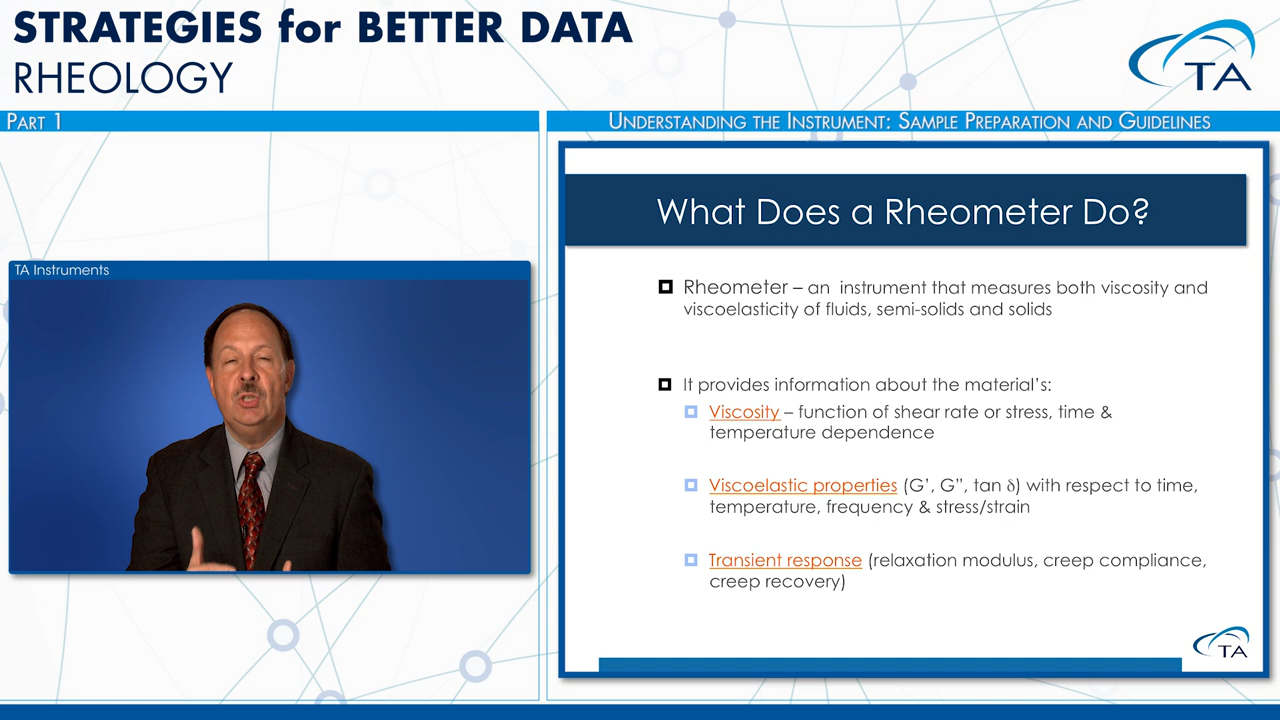 STRATEGIES for BETTER DATA
RHEOLOGY
TA
PART 1
UNDERSTANDING THE INSTRUMENT: SAMPLE PREPARATION AND GUIDELINES
TA Instruments
What Does a Rheometer Do?
Rheometer – an instrument that measures both viscosity and
viscoelasticity of fluids, semi-solids and solids
It provides information about the material's:
Viscosity – function of shear rate or stress, time &
temperature dependence
Viscoelastic properties (G', G”, tan δ) with respect to time,
temperature, frequency & stress/strain
Transient response (relaxation modulus, creep compliance,
creep recovery)
TA